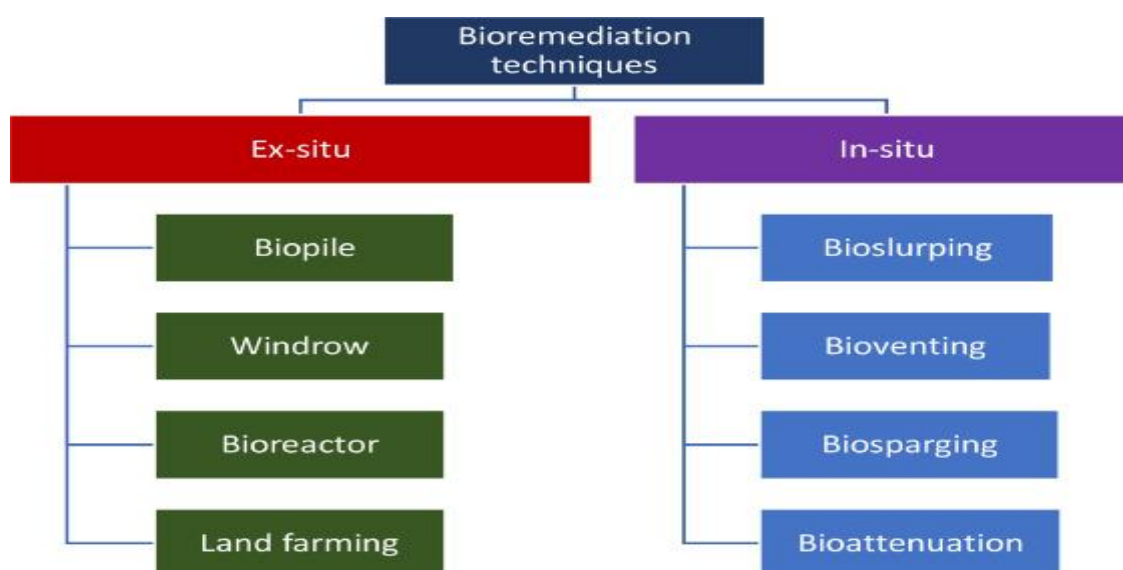 Bioremediation
techniques
Ex-situ
In-situ
Biopile
Windrow
Bioreactor
Land farming
Bioslurping
Bioventing
Biosparging
Bioattenuation